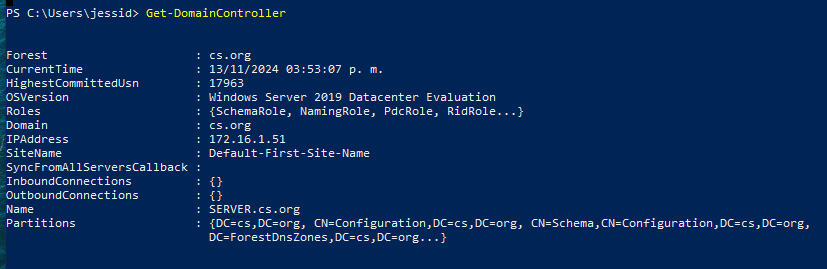 PS C:\Users\jessid> Get-DomainController
Forest : cs.org
CurrentTime : 13/11/2024 03:53:07 p. m.
HighestCommittedUsn : 17963
OSVersion : Windows Server 2019 Datacenter Evaluation
Roles : {SchemaRole, NamingRole, PdcRole, RidRole...}
Domain : cs.org
IPAddress : 172.16.1.51
SiteName : Default-First-Site-Name
SyncFromAllServersCallback :
InboundConnections : {}
OutboundConnections : {}
Name : SERVER.cs.org
Partitions : {DC=cs,DC=org, CN=Configuration,DC=cs,DC=org, CN=Schema,CN=Configuration,DC=cs,DC=org,
DC=ForestDnsZones,DC=cs,DC=org...}